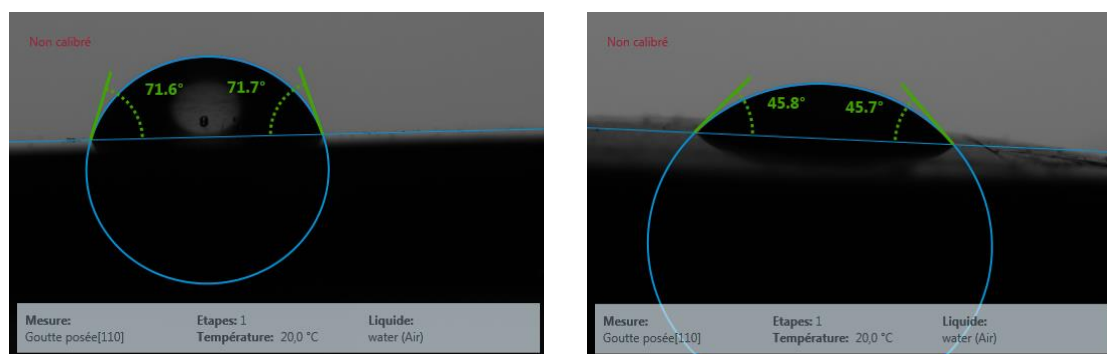 Non calibré
71.6° 71.7°
Mesure: Etapes: 1 Liquide:
Goutte posée[110] Température: 20,0 °C water (Air)
Non calibré
45.8° 45.7°
Mesure: Etapes: 1 Liquide:
Goutte posée[110] Température: 20,0 °C water (Air)